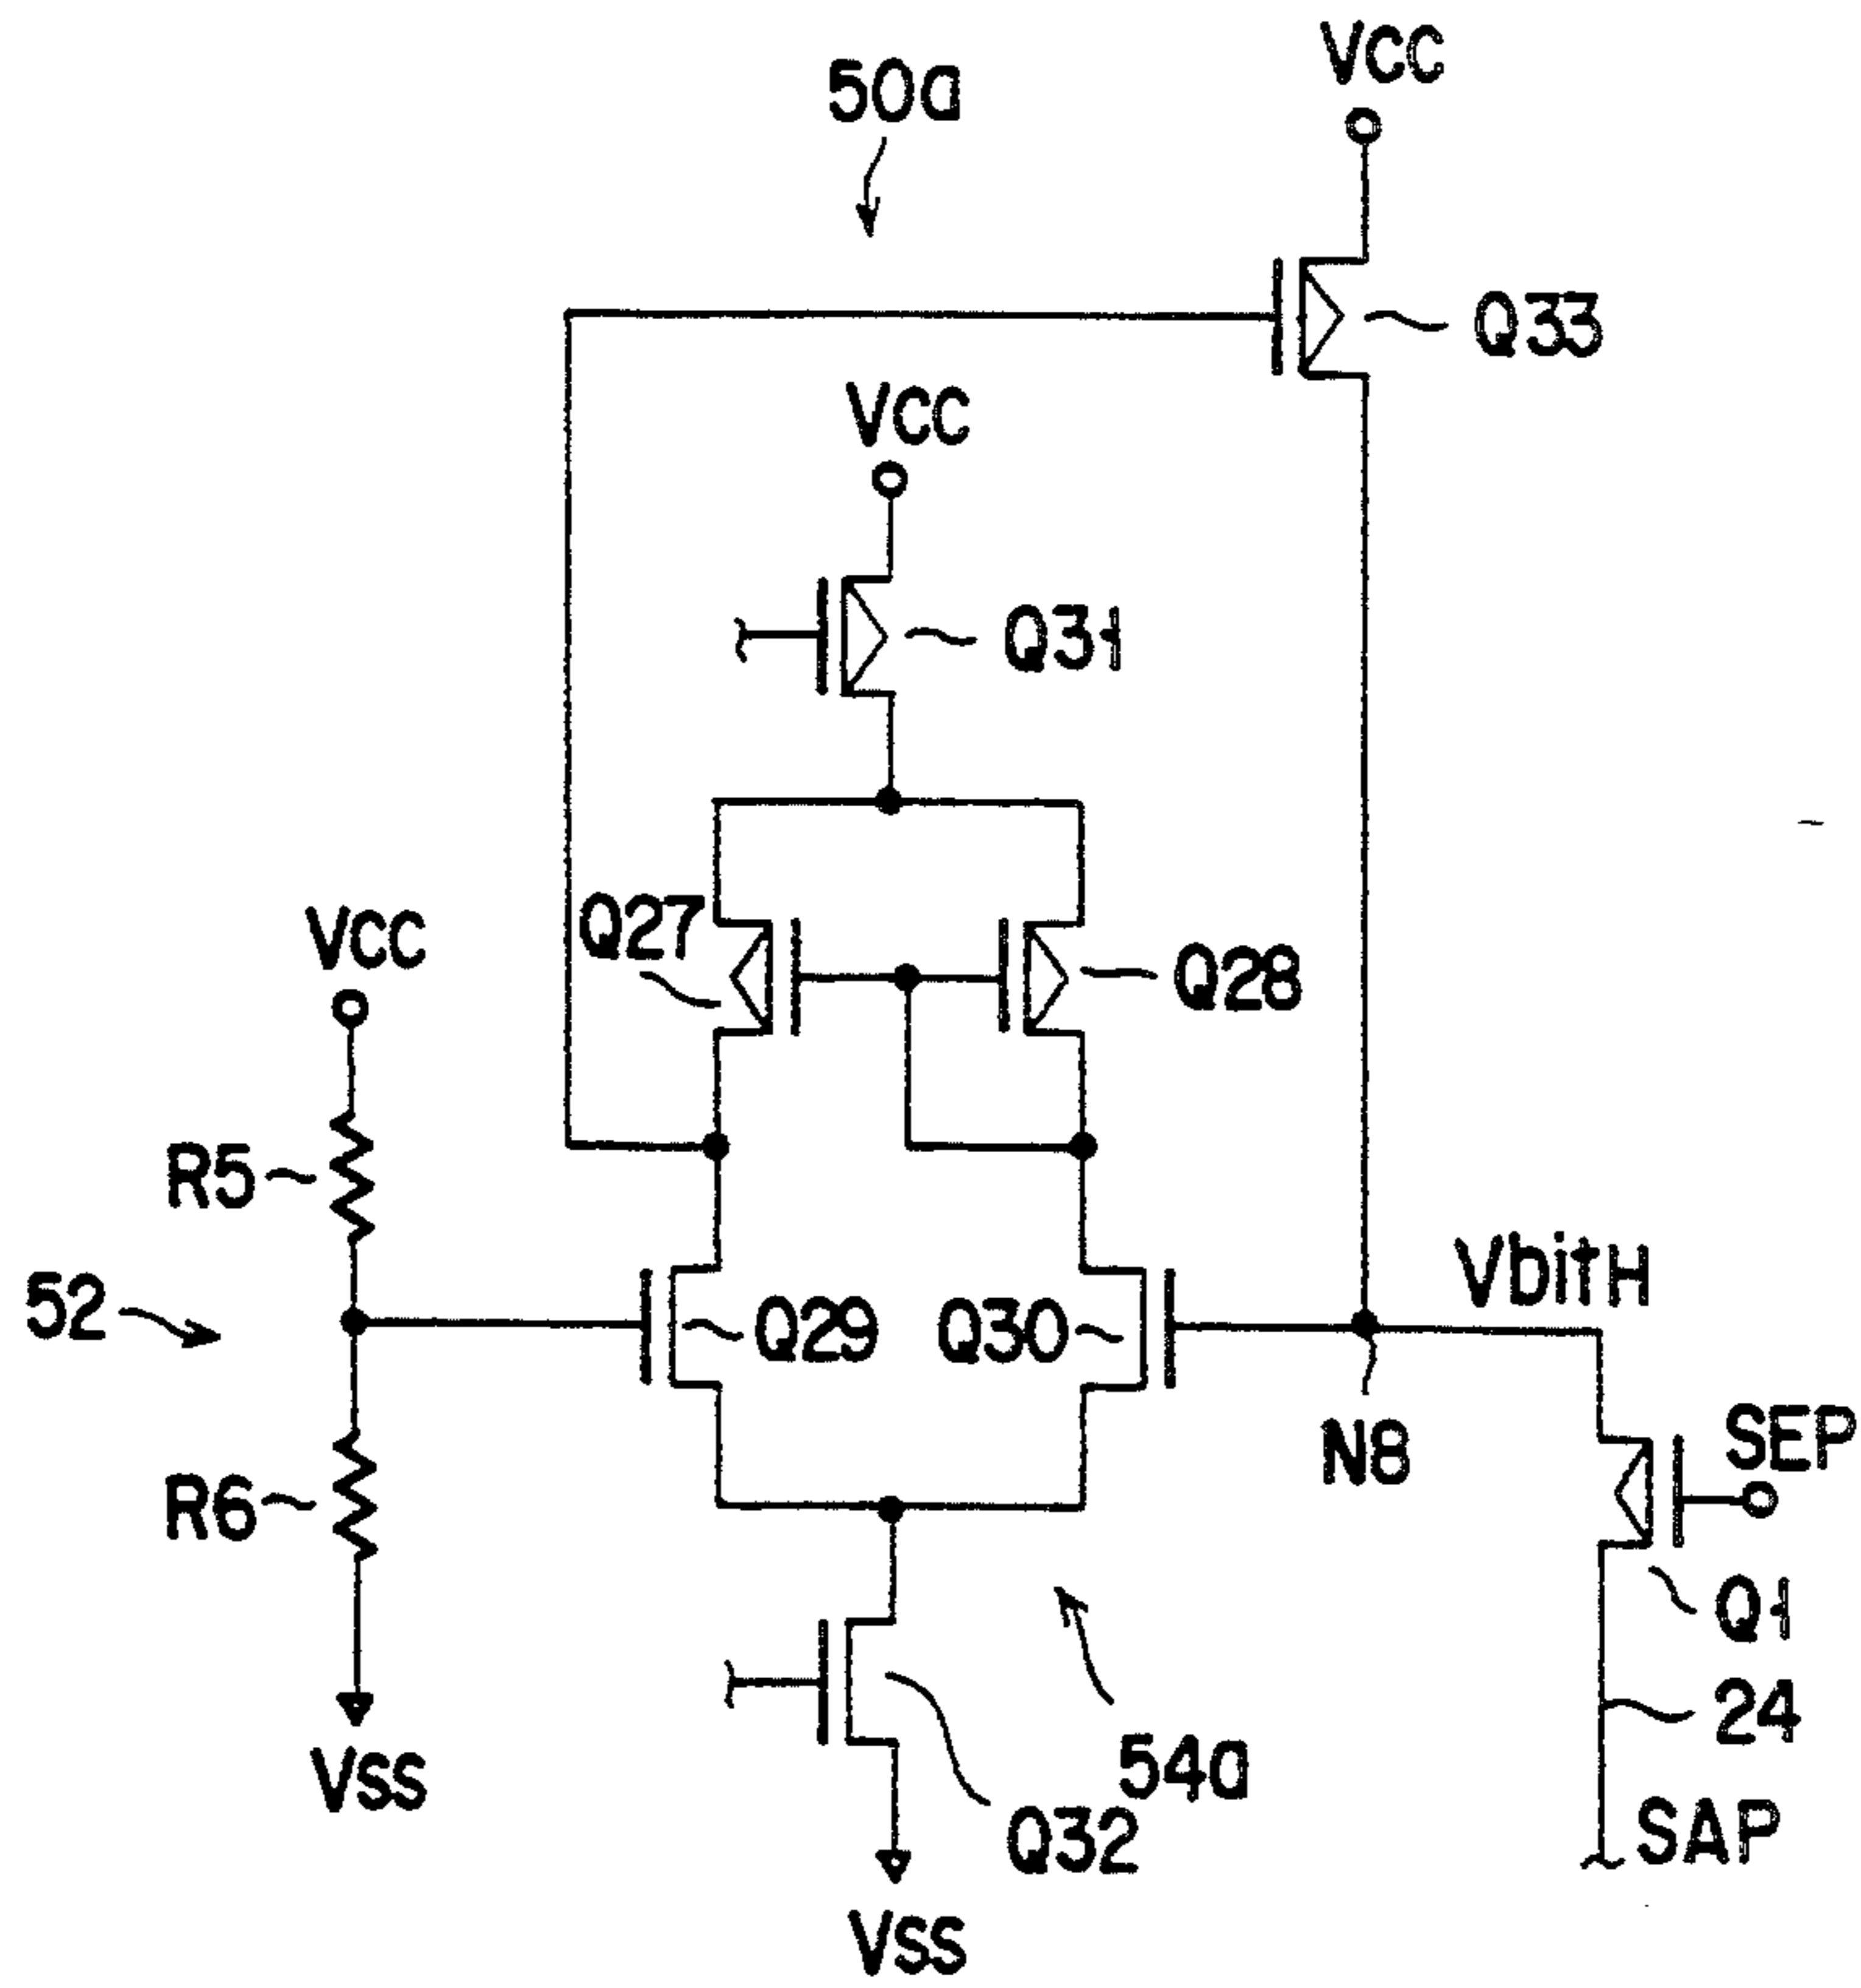 VCC
50a
Q33
VCC
Q31
Q27
VCC
Q28
R5
VbitH
52
Q29
Q30
SEP
N8
R6
Q1
24
54a
VSS
Q32
SAP
VSS